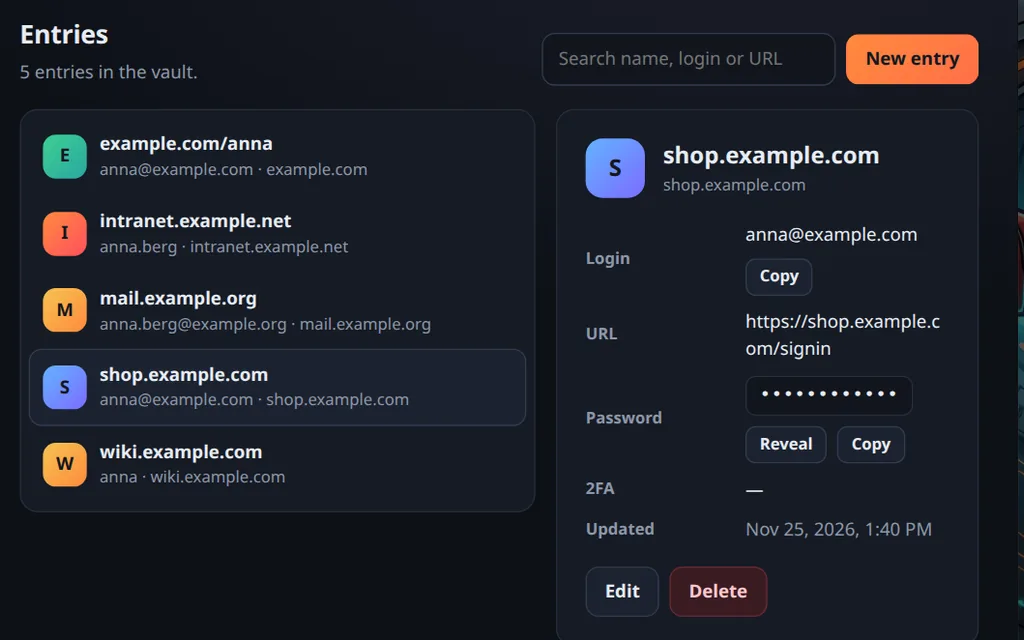 Entries
5 entries in the vault.
Search name, login or URL
New entry
E
example.com/anna
anna@example.com · example.com
I
intranet.example.net
anna.berg · intranet.example.net
M
mail.example.org
anna.berg@example.org · mail.example.org
S
shop.example.com
anna@example.com · shop.example.com
W
wiki.example.com
anna · wiki.example.com
S
shop.example.com
shop.example.com
Login
anna@example.com
Copy
URL
https://shop.example.c
om/signin
Password
••••••••••••
Reveal
Copy
2FA
—
Updated
Nov 25, 2026, 1:40 PM
Edit
Delete